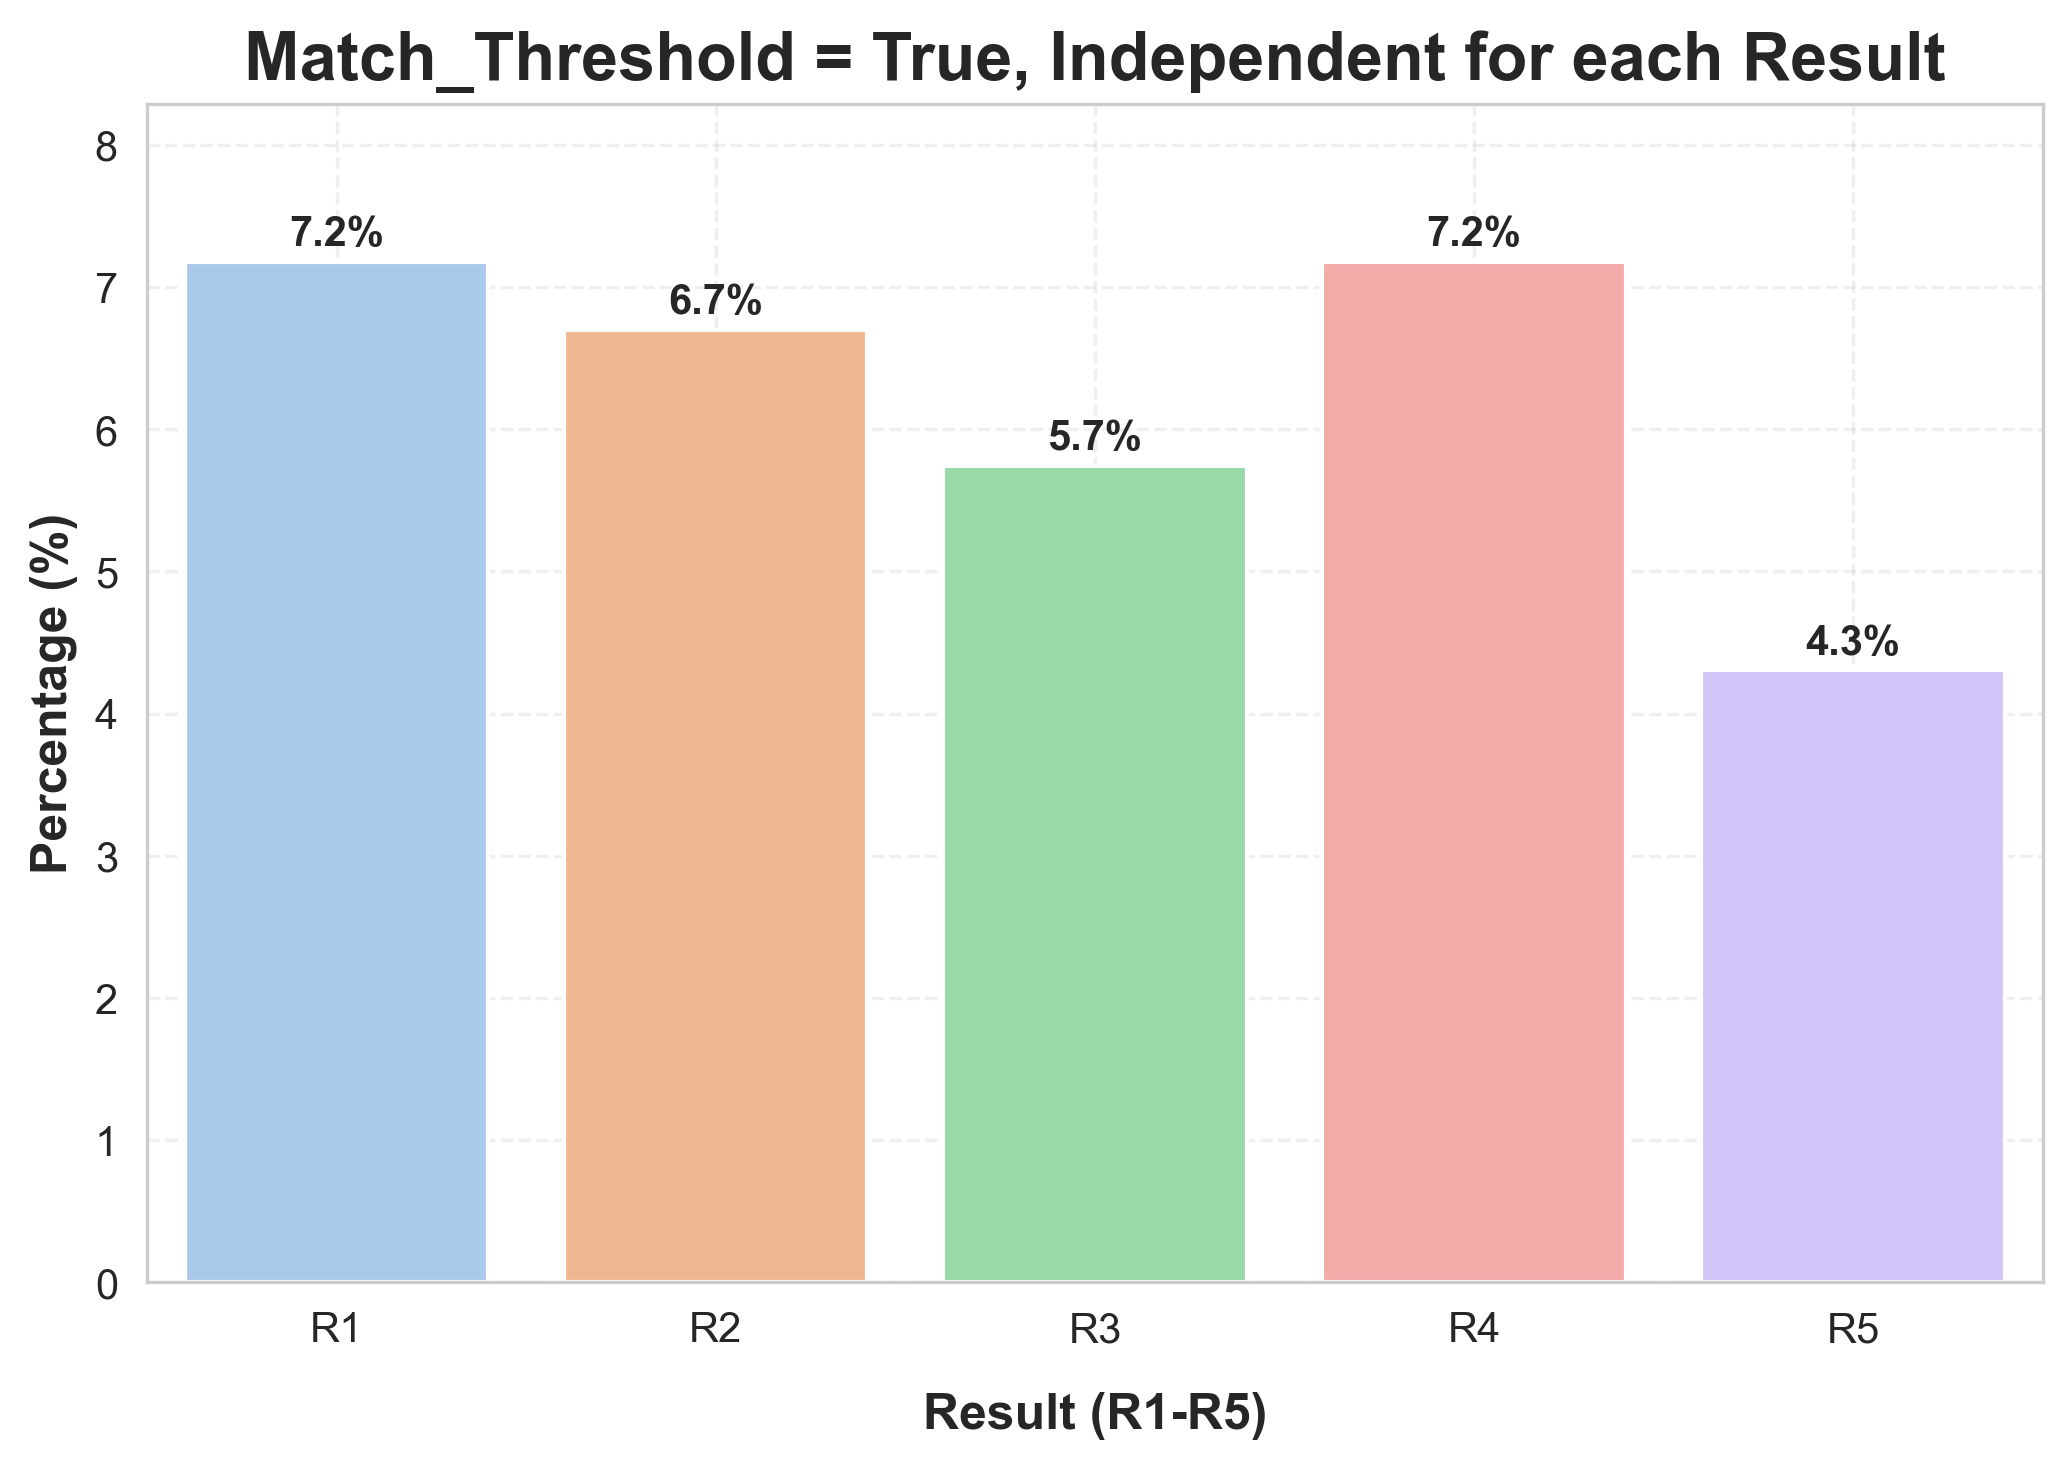 Match_Threshold = True, Independent for each Result
8
7
6
5
4
3
2
1
0
Percentage (%)
7.2%
6.7%
5.7%
7.2%
4.3%
R1
R2
R3
R4
R5
Result (R1-R5)